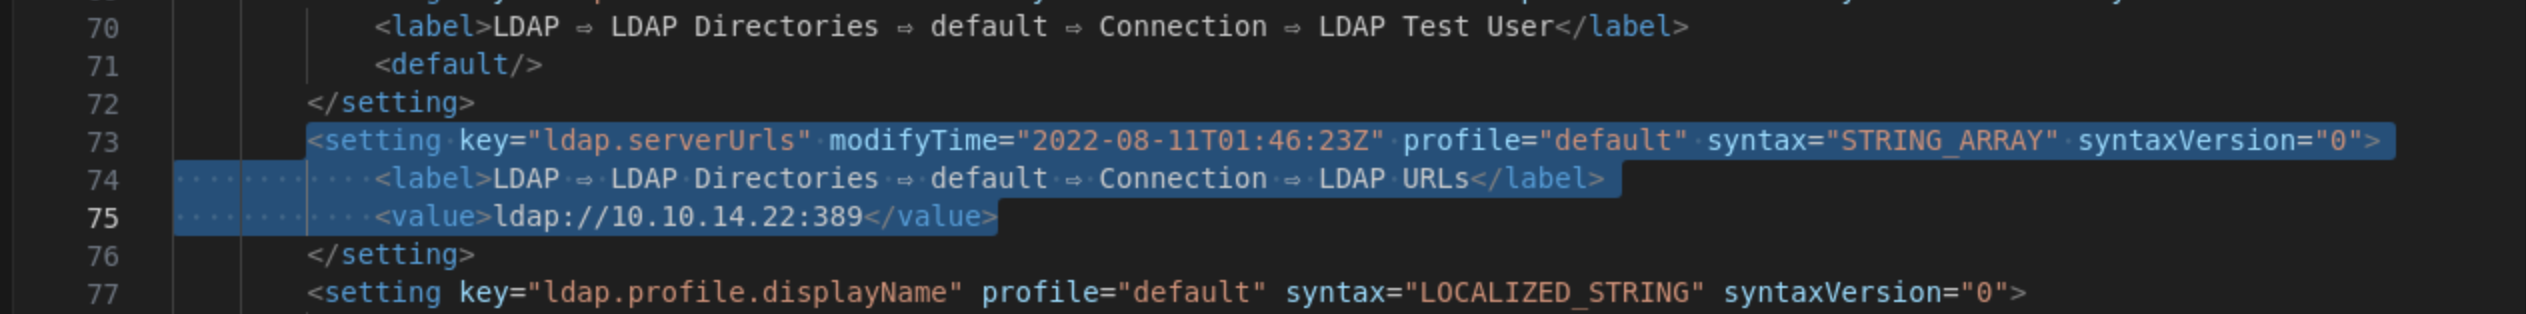 70 <label>LDAP ⇨ LDAP Directories ⇨ default ⇨ Connection ⇨ LDAP Test User</label>
71 <default/>
72 </setting>
73 <setting key="ldap.serverUrls" modifyTime="2022-08-11T01:46:23Z" profile="default" syntax="STRING_ARRAY" syntaxVersion="0">
74 <label>LDAP ⇨ LDAP Directories ⇨ default ⇨ Connection ⇨ LDAP URLs</label>
75 <value>ldap://10.10.14.22:389</value>
76 </setting>
77 <setting key="ldap.profile.displayName" profile="default" syntax="LOCALIZED_STRING" syntaxVersion="0">